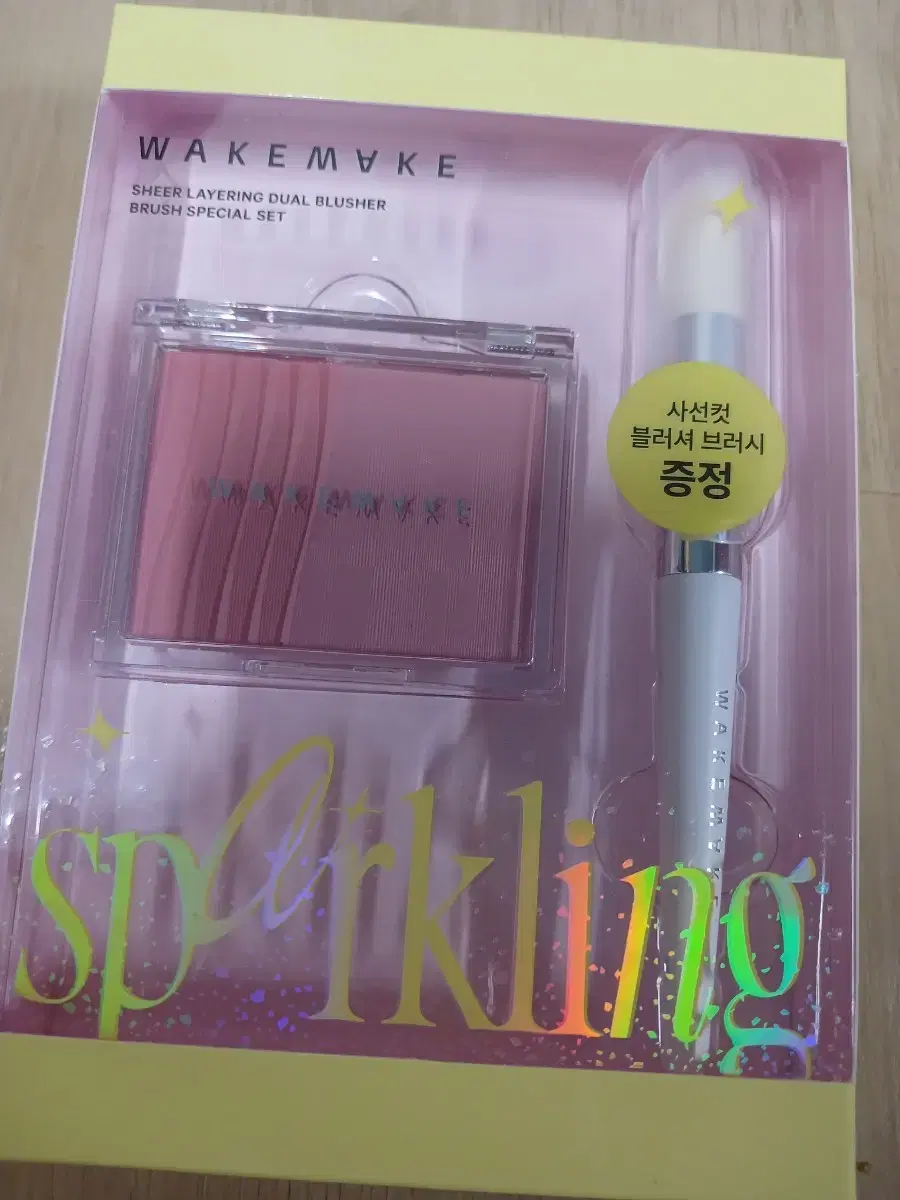 WAKEMAKE
SHEER LAYERING DUAL BLUSHER
BRUSH SPECIAL SET
WAKEMAKE
사선컷
블러셔 브러시
증정
WAKEMAKE
sparkling